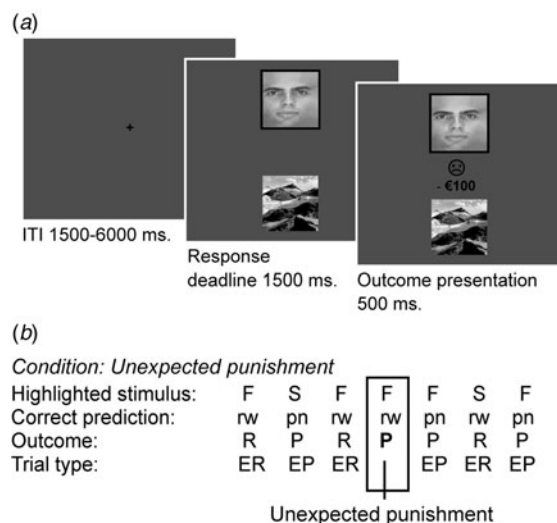 (a)
- €100
ITI 1500-6000 ms.
Response
deadline 1500 ms.
Outcome presentation
500 ms.
(b)
Condition: Unexpected punishment
Highlighted stimulus: F S F F F S F
Correct prediction: rw pn rw rw pn rw pn
Outcome: R P R P P R P
Trial type: ER EP ER EP ER EP
Unexpected punishment